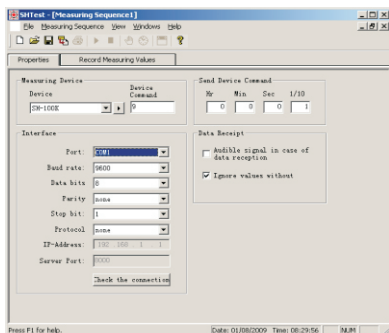 SHTest - [Measuring Sequence1]
File Measuring Sequence View Windows Help
Properties Record Measuring Values
Measuring Device
Device Device Command
SH-100K 9
Send Device Command
Hr Min Sec 1/10
0 0 0 1
Interface
Port: COM1
Baud rate: 9600
Data bits 8
Parity none
Stop bit: 1
Protocol none
IP-Address: 192 .168 . 1 . 1
Server Port: 8000
Check the connection
Data Receipt
Audible signal in case of
data reception
Ignore values without
Press F1 for help. Date: 01/08/2009 Time: 08:29:56 NUM